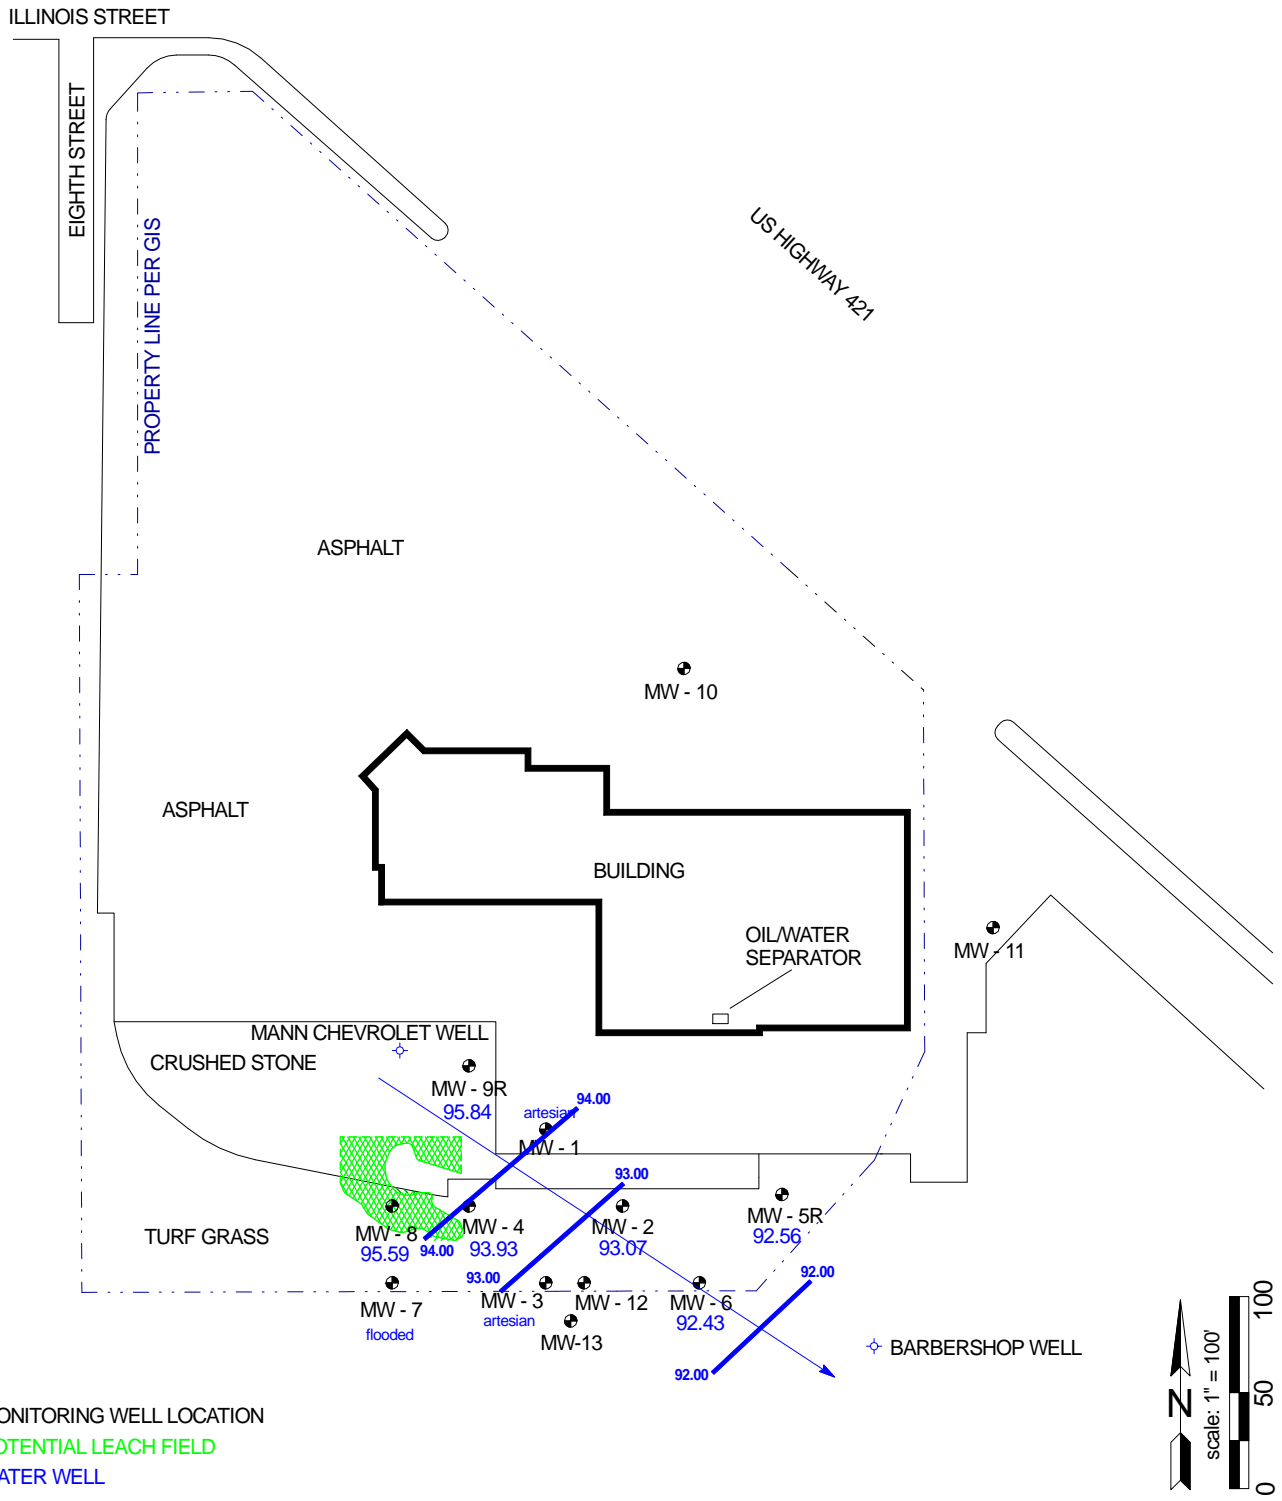 ILLINOIS STREET
EIGHTH STREET
PROPERTY LINE PER GIS
US HIGHWAY 421
ASPHALT
MW - 10
ASPHALT
BUILDING
OIL/WATER
SEPARATOR
MW - 11
MANN CHEVROLET WELL
CRUSHED STONE
MW - 9R
95.84
artesian
94.00
MW - 1
93.00
MW - 8
95.59
94.00
MW - 4
93.93
MW - 2
93.07
MW - 5R
92.56
TURF GRASS
93.00
92.00
MW - 7
flooded
MW - 3
artesian
MW - 12
MW-13
MW - 6
92.43
92.00
BARBERSHOP WELL
N
scale: 1" = 100'
0
50
100
ONITORING WELL LOCATION
OTENTIAL LEACH FIELD
ATER WELL